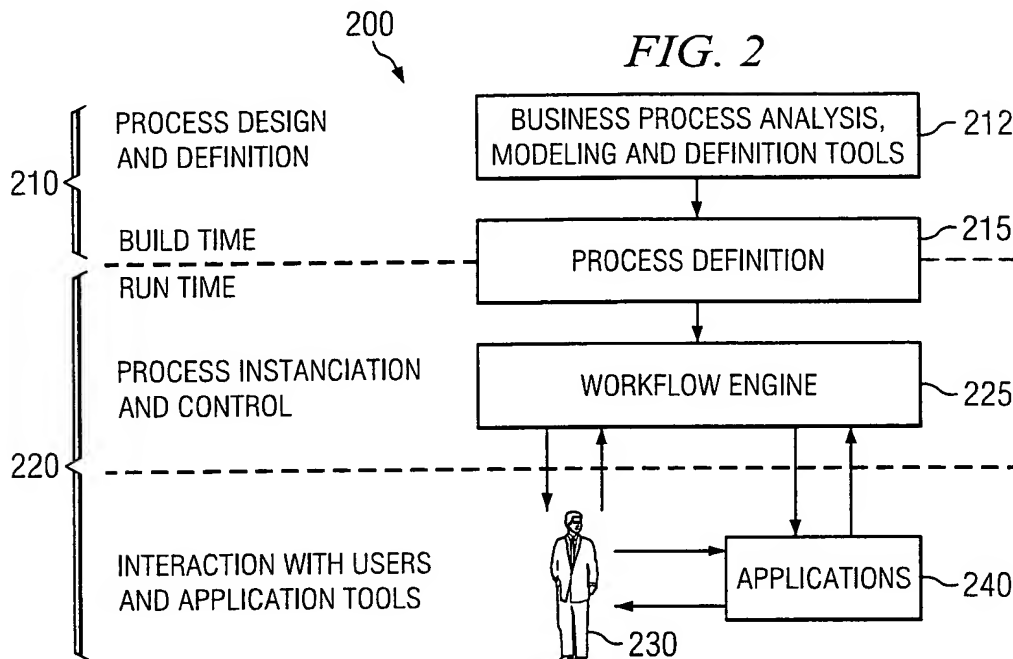 200
FIG. 2
PROCESS DESIGN
AND DEFINITION
BUSINESS PROCESS ANALYSIS,
MODELING AND DEFINITION TOOLS
212
210
BUILD TIME
PROCESS DEFINITION
215
RUN TIME
PROCESS INSTANCIATION
AND CONTROL
WORKFLOW ENGINE
225
220
INTERACTION WITH USERS
AND APPLICATION TOOLS
230
APPLICATIONS
240